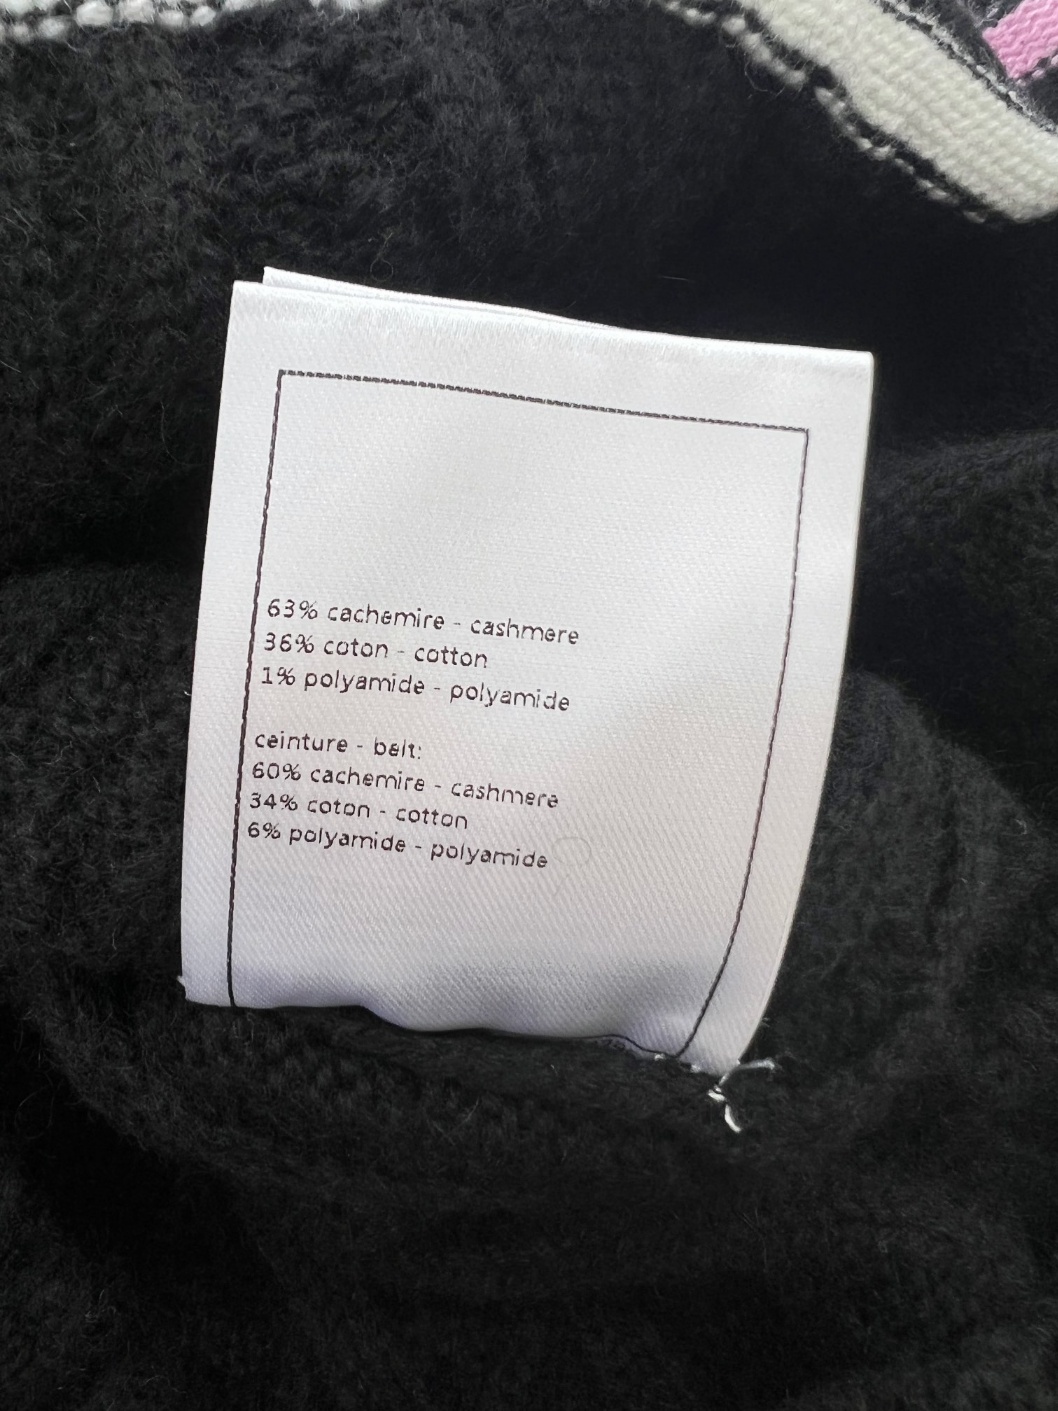 63% cachemire - cashmere
36% coton - cotton
1% polyamide - polyamide
ceinture - belt:
60% cachemire - cashmere
34% coton - cotton
6% polyamide - polyamide